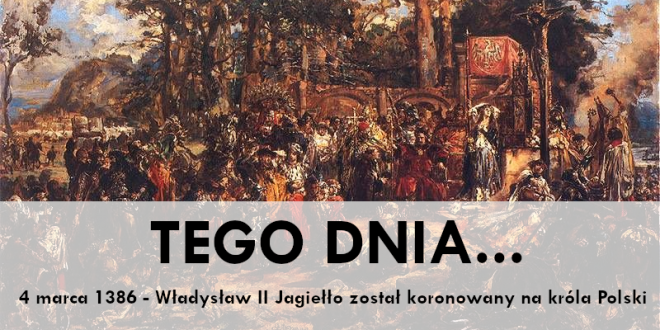 TEGO DNIA...
4 marca 1386 - Władysław II Jagiełło został koronowany na króla Polski